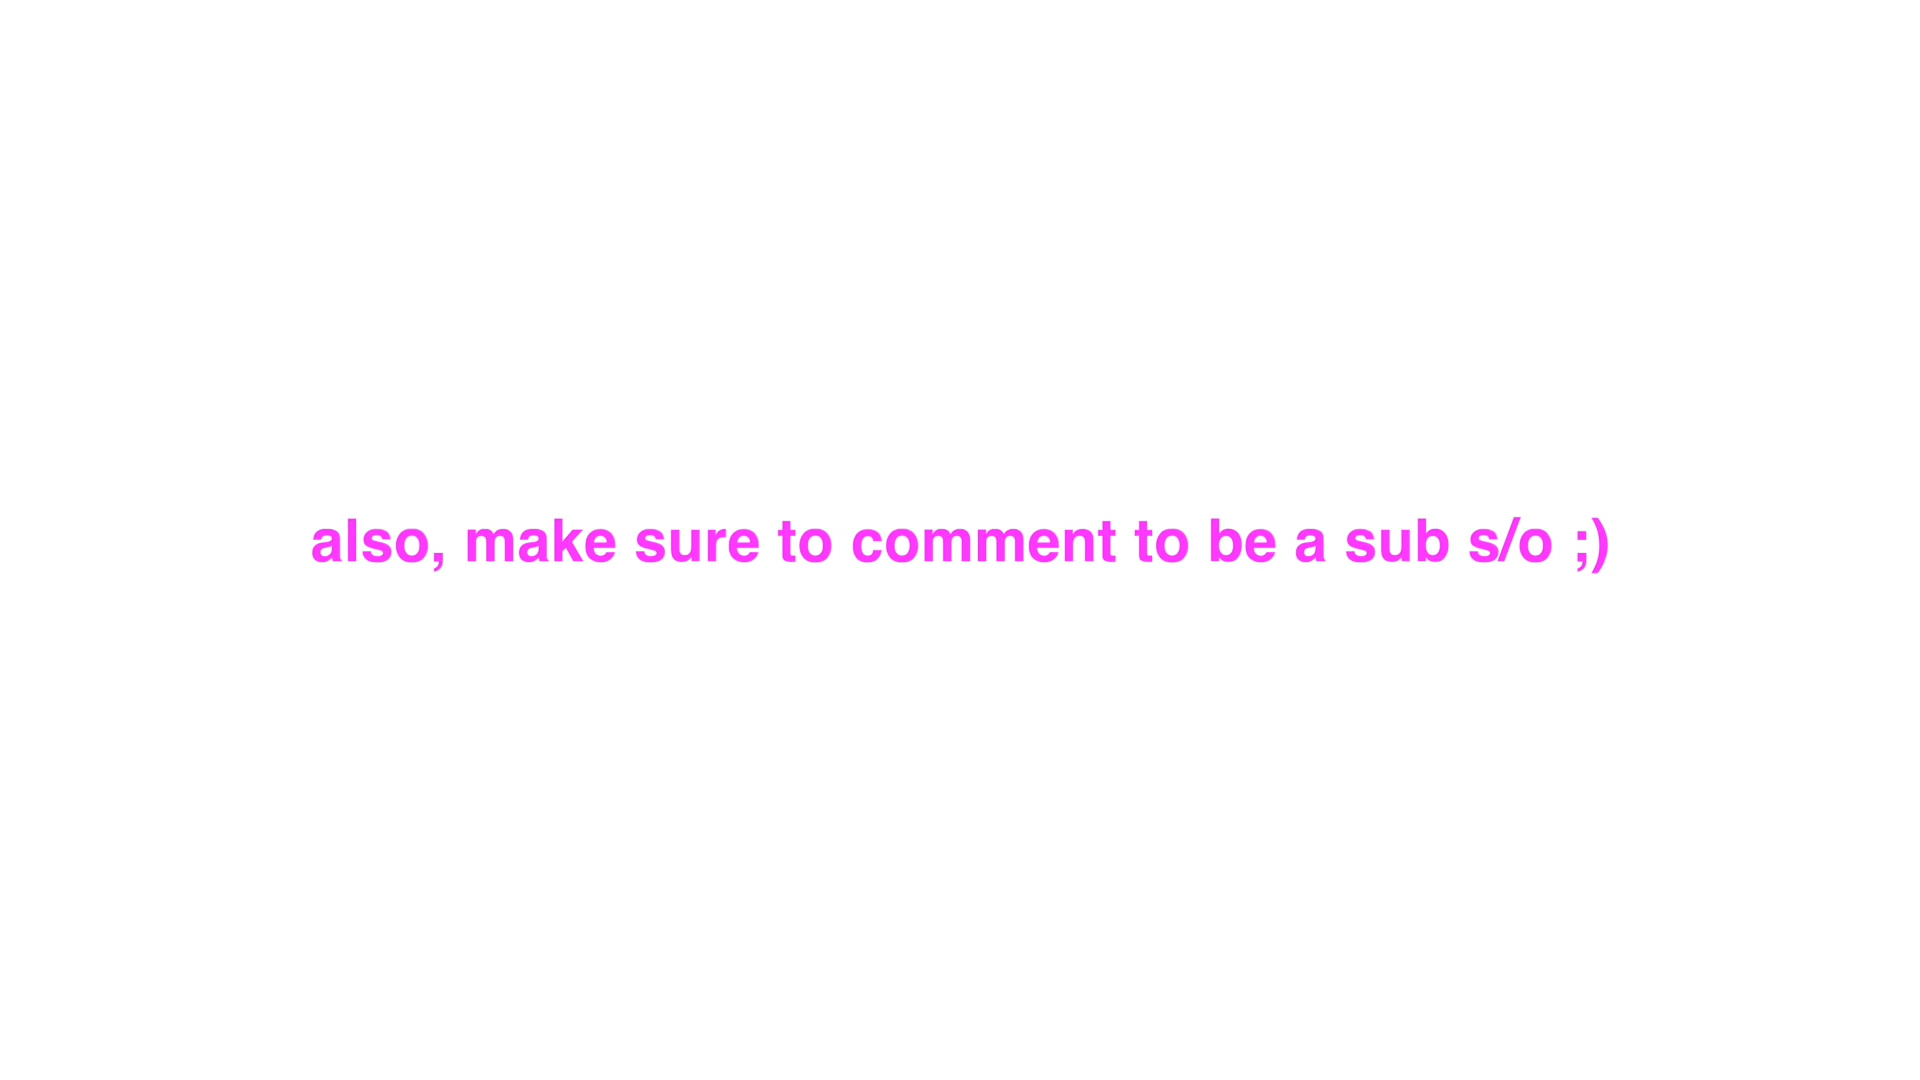 also, make sure to comment to be a sub s/o ;)